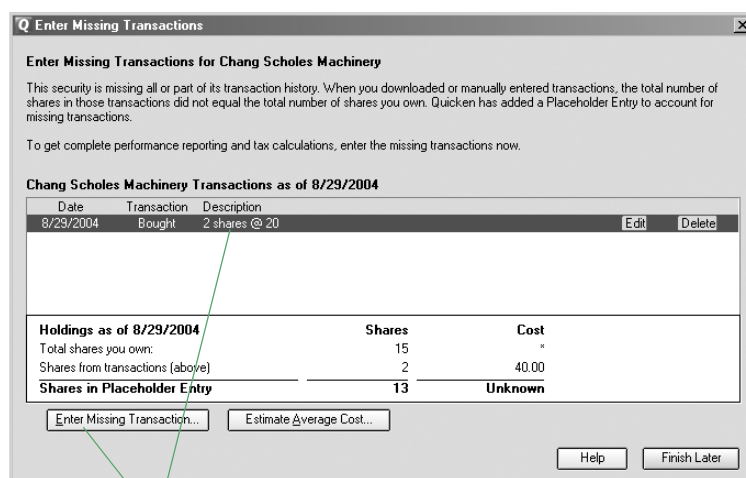 Q Enter Missing Transactions X
Enter Missing Transactions for Chang Scholes Machinery
This security is missing all or part of its transaction history. When you downloaded or manually entered transactions, the total number of
shares in those transactions did not equal the total number of shares you own. Quicken has added a Placeholder Entry to account for
missing transactions.
To get complete performance reporting and tax calculations, enter the missing transactions now.
Chang Scholes Machinery Transactions as of 8/29/2004
Date Transaction Description
8/29/2004 Bought 2 shares @ 20 Edit Delete
Holdings as of 8/29/2004 Shares Cost
Total shares you own: 15 *
Shares from transactions (above) 2 40.00
Shares in Placeholder Entry 13 Unknown
Enter Missing Transaction... Estimate Average Cost...
Help Finish Later